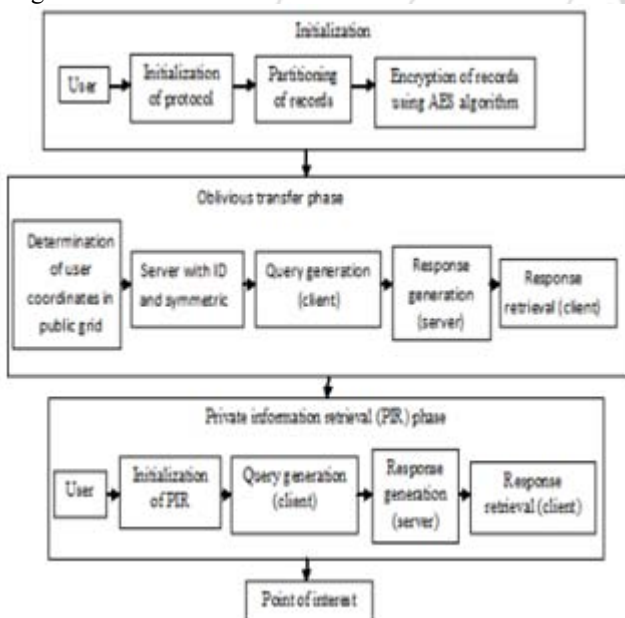 Initialization
User
Initialization
of protocol
Partitioning
of records
Encryption of records
using AES algorithm
Oblivious transfer phase
Determination
of user
coordinates in
public grid
Server with ID
and symmetric
Query generation
(client)
Response
generation
(server)
Response
retrieval (client)
Private information retrieval (PIR) phase
User
Initialization
of PIR
Query generation
(client)
Response
generation
(server)
Response
retrieval (client)
Point of interest